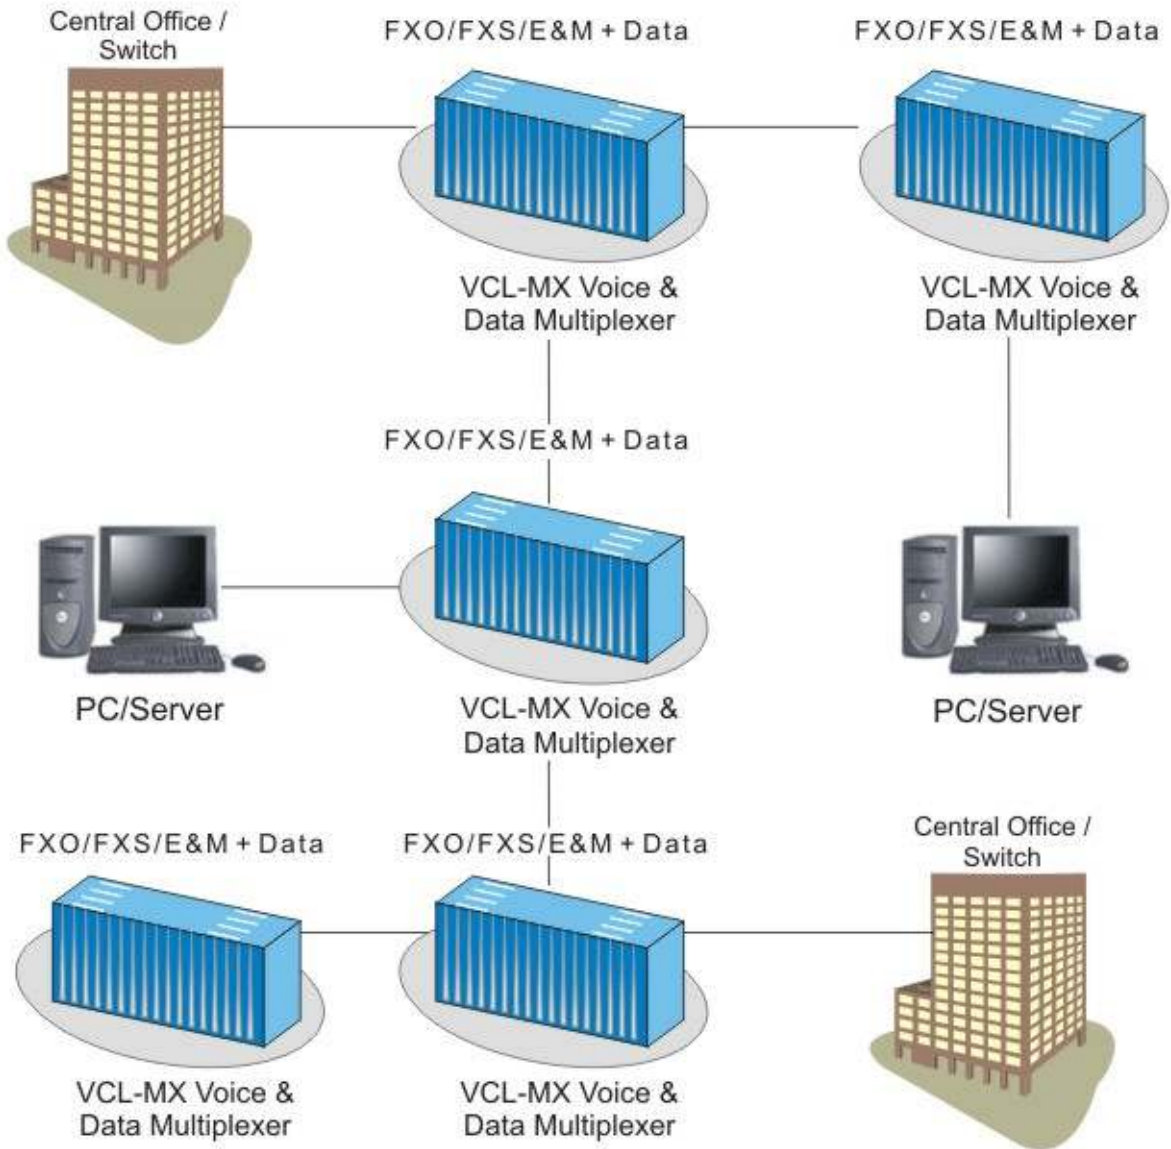 Central Office /
Switch
FXO/FXS/E&M + Data
FXO/FXS/E&M + Data
VCL-MX Voice &
Data Multiplexer
VCL-MX Voice &
Data Multiplexer
FXO/FXS/E&M + Data
PC/Server
VCL-MX Voice &
Data Multiplexer
PC/Server
FXO/FXS/E&M + Data
FXO/FXS/E&M + Data
Central Office /
Switch
VCL-MX Voice &
Data Multiplexer
VCL-MX Voice &
Data Multiplexer